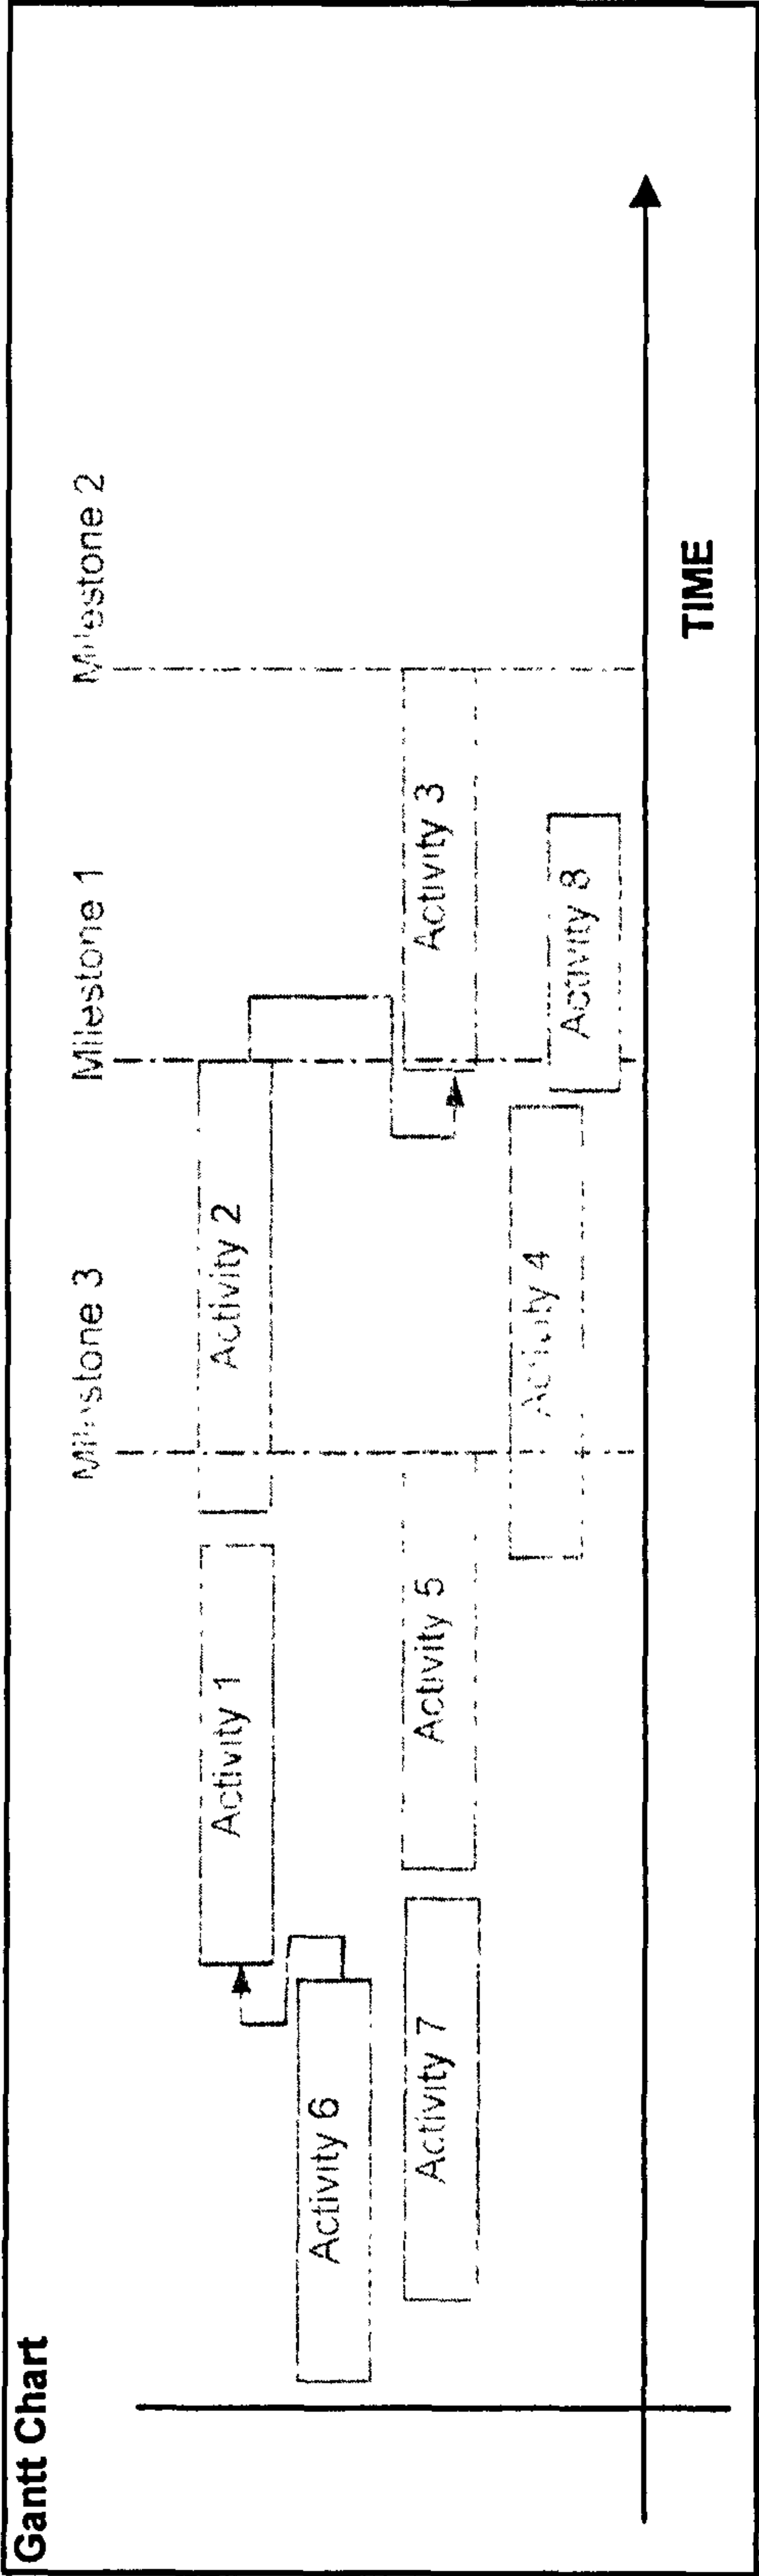 Gantt Chart
Milestone 3
Milestone 1
Milestone 2
Activity 1
Activity 2
Activity 6
Activity 7
Activity 5
Activity 3
Activity 4
Activity 8
TIME